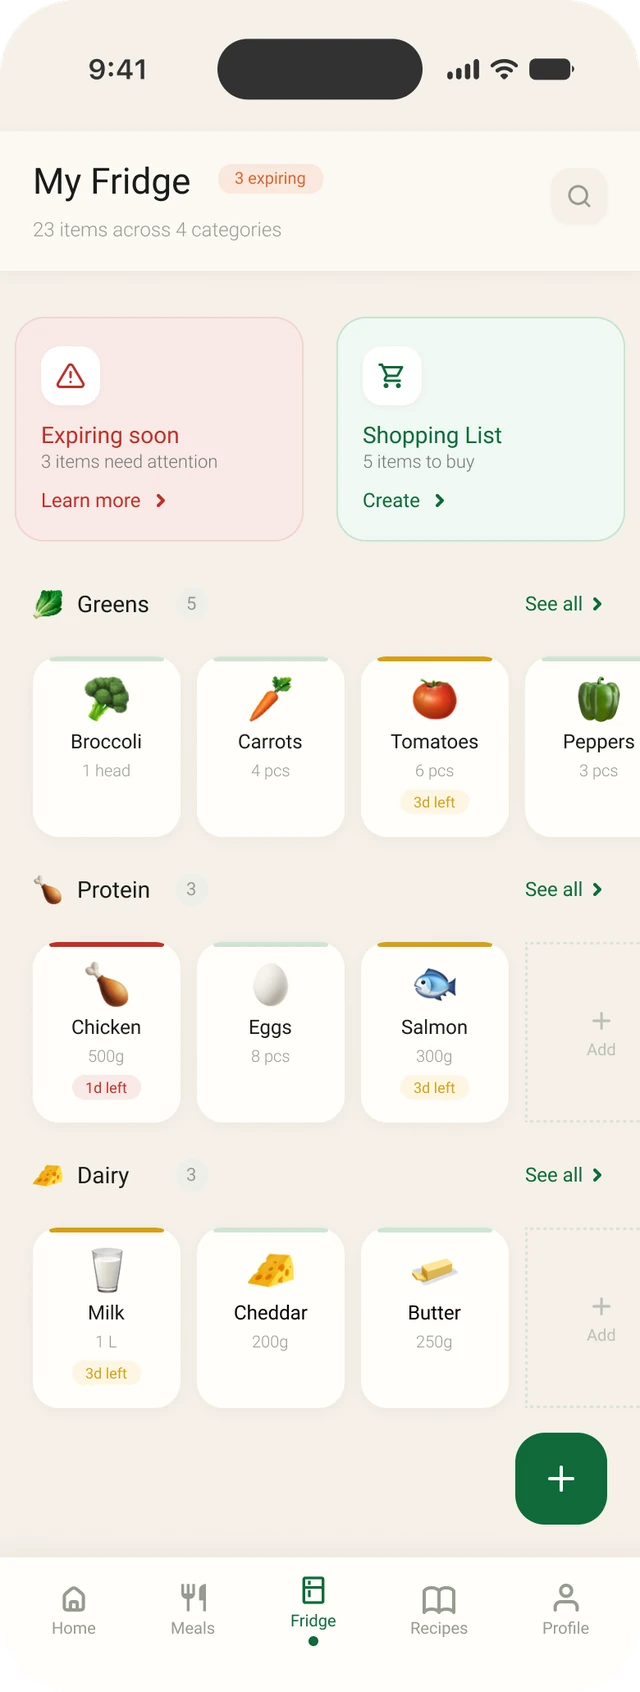 9:41
My Fridge
3 expiring
23 items across 4 categories
Expiring soon
3 items need attention
Learn more
Shopping List
5 items to buy
Create
Greens 5 See all
Broccoli
1 head
Carrots
4 pcs
Tomatoes
6 pcs
3d left
Peppers
3 pcs
Protein 3 See all
Chicken
500g
1d left
Eggs
8 pcs
Salmon
300g
3d left
Add
Dairy 3 See all
Milk
1 L
3d left
Cheddar
200g
Butter
250g
Add
Home
Meals
Fridge
Recipes
Profile